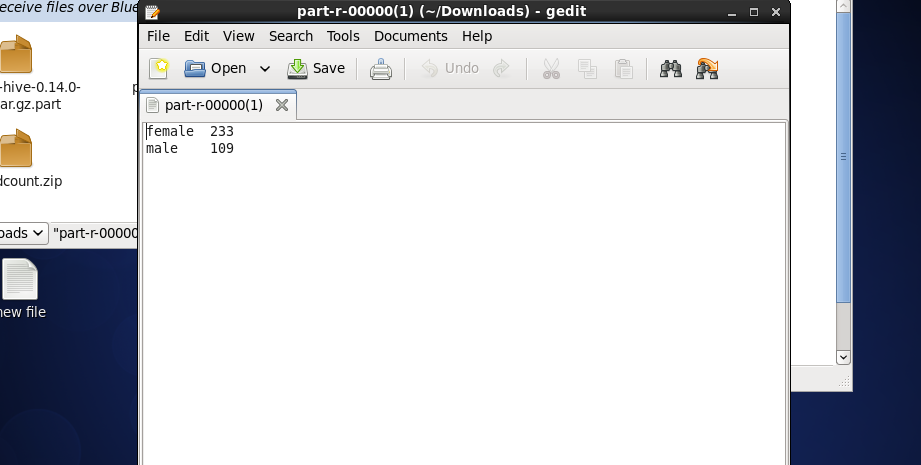 eceive files over Blue
part-r-00000(1) (~/Downloads) - gedit
File Edit View Search Tools Documents Help
Open Save Undo
part-r-00000(1)
female 233
male 109
-hive-0.14.0-
ar.gz.part
p
dcount.zip
oads "part-r-00000
new file